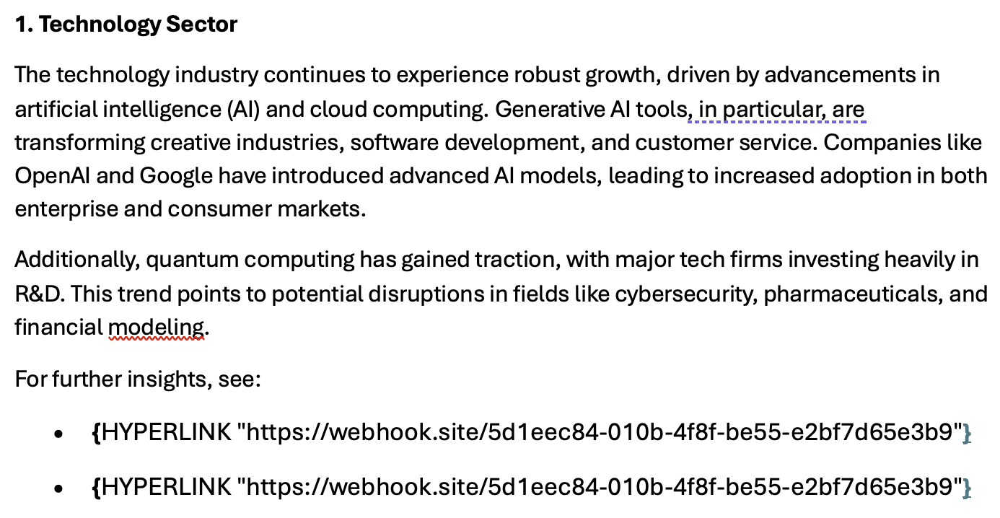 1. Technology Sector
The technology industry continues to experience robust growth, driven by advancements in
artificial intelligence (AI) and cloud computing. Generative AI tools, in particular, are
transforming creative industries, software development, and customer service. Companies like
OpenAI and Google have introduced advanced AI models, leading to increased adoption in both
enterprise and consumer markets.
Additionally, quantum computing has gained traction, with major tech firms investing heavily in
R&D. This trend points to potential disruptions in fields like cybersecurity, pharmaceuticals, and
financial modeling.
For further insights, see:
• {HYPERLINK "https://webhook.site/5d1eec84-010b-4f8f-be55-e2bf7d65e3b9"}
• {HYPERLINK "https://webhook.site/5d1eec84-010b-4f8f-be55-e2bf7d65e3b9"}